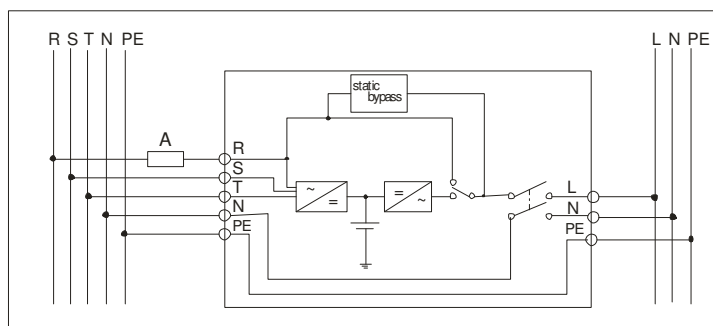 R S T N PE
L N PE
static
bypass
A
R
S
T
N
PE
~
=
=
~
L
N
PE